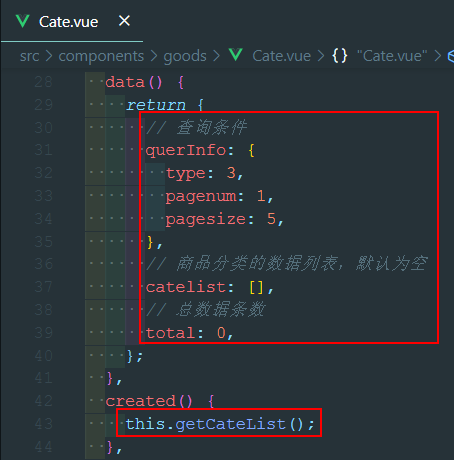 Cate.vue ×
src > components > goods > Cate.vue > {} "Cate.vue" >
28 data() {
29 return {
30 // 查询条件
31 querInfo: {
32 type: 3,
33 pagenum: 1,
34 pagesize: 5,
35 },
36 // 商品分类的数据列表，默认为空
37 catelist: [],
38 // 总数据条数
39 total: 0,
40 };
41 },
42 created() {
43 this.getCateList();
44 },